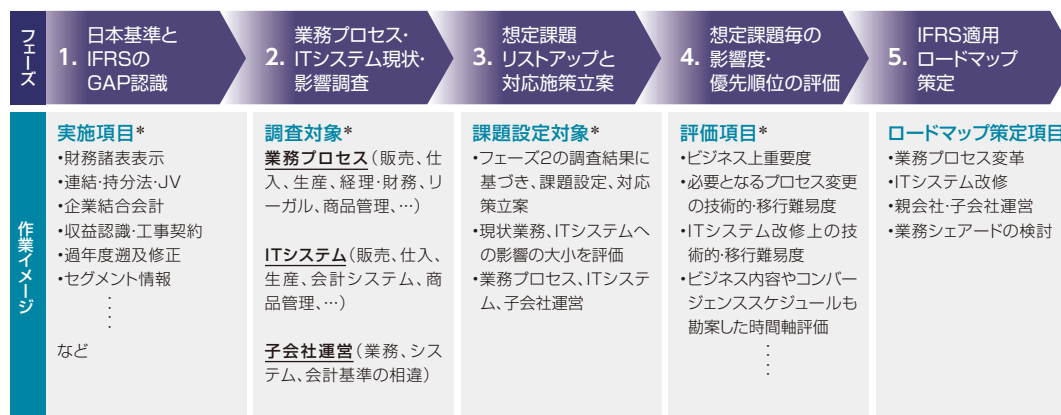 フェーズ
1. 日本基準と
IFRSの
GAP認識
2. 業務プロセス・
ITシステム現状・
影響調査
3. 想定課題
リストアップと
対応施策立案
4. 想定課題毎の
影響度・
優先順位の評価
5. IFRS適用
ロードマップ
策定
作業イメージ
実施項目*
・財務諸表表示
・連結・持分法・JV
・企業結合会計
・収益認識・工事契約
・過年度遡及修正
・セグメント情報
・
・
・
・
など
調査対象*
業務プロセス（販売、仕
入、生産、経理・財務、リ
ーガル、商品管理、…）
ITシステム（販売、仕入、
生産、会計システム、商
品管理、…）
子会社運営（業務、シス
テム、会計基準の相違）
課題設定対象*
・フェーズ2の調査結果に
基づき、課題設定、対応
策立案
・現状業務、ITシステムへ
の影響の大小を評価
・業務プロセス、ITシステ
ム、子会社運営
評価項目*
・ビジネス上重要度
・必要となるプロセス変更
の技術的・移行難易度
・ITシステム改修上の技
術的・移行難易度
・ビジネス内容やコンバー
ジェンススケジュールも
勘案した時間軸評価
・
・
・
ロードマップ策定項目
・業務プロセス変革
・ITシステム改修
・親会社・子会社運営
・業務シェアードの検討